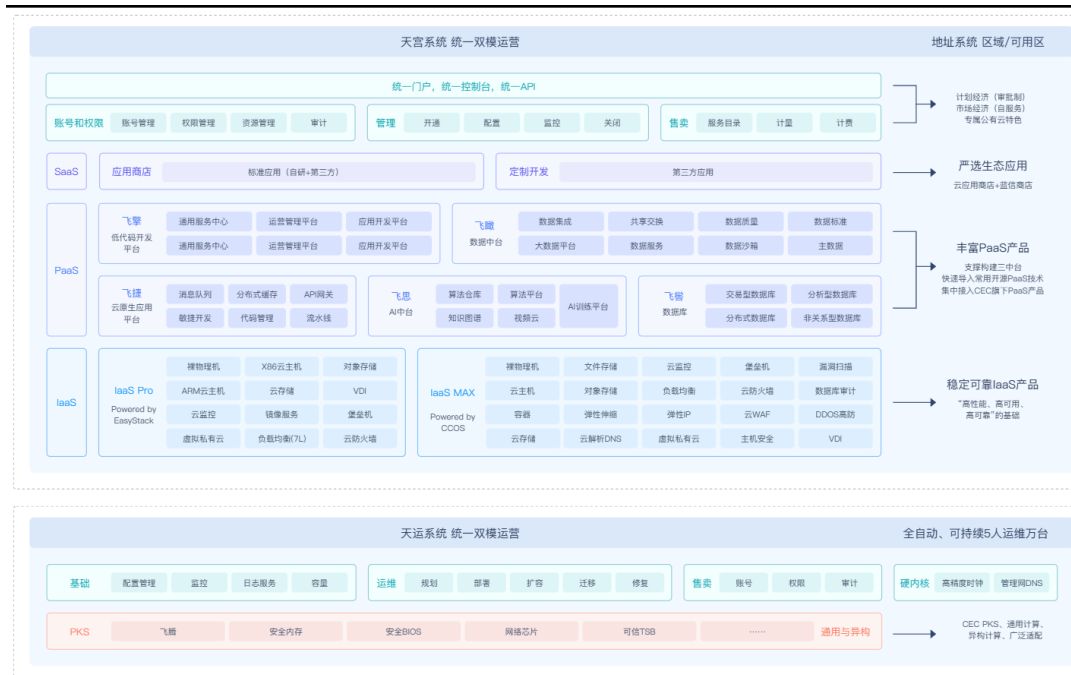 天宫系统 统一双模运营
地址系统 区域/可用区
统一门户，统一控制台，统一API
账号和权限 账号管理 权限管理 资源管理 审计
管理 开通 配置 监控 关闭
售卖 服务目录 计量 计费
计划经济（审批制）
市场经济（自服务）
专属公有云特色
SaaS
应用商店 标准应用（自研+第三方）
定制开发 第三方应用
严选生态应用
云应用商店+蓝信商店
PaaS
飞擎
低代码开发
平台
通用服务中心 运营管理平台 应用开发平台
通用服务中心 运营管理平台 应用开发平台
飞瞰
数据中台
数据集成 共享交换 数据质量 数据标准
大数据平台 数据服务 数据沙箱 主数据
飞捷
云原生应用
平台
消息队列 分布式缓存 API网关
敏捷开发 代码管理 流水线
飞思
AI中台
算法仓库 算法平台
知识图谱 视频云
AI训练平台
飞窖
数据库
交易型数据库 分析型数据库
分布式数据库 非关系型数据库
丰富PaaS产品
支撑构建三中台
快速导入常用开源PaaS技术
集中接入CEC旗下PaaS产品
IaaS
IaaS Pro
Powered by
EasyStack
裸物理机 X86云主机 对象存储
ARM云主机 云存储 VDI
云监控 镜像服务 堡垒机
虚拟私有云 负载均衡(7L) 云防火墙
IaaS MAX
Powered by
CCOS
裸物理机 文件存储 云监控 堡垒机 漏洞扫描
云主机 对象存储 负载均衡 云防火墙 数据库审计
容器 弹性伸缩 弹性IP 云WAF DDOS高防
云存储 云解析DNS 虚拟私有云 主机安全 VDI
稳定可靠IaaS产品
“高性能、高可用、
高可靠”的基础
天运系统 统一双模运营
全自动、可持续5人运维万台
基础 配置管理 监控 日志服务 容量
运维 规划 部署 扩容 迁移 修复
售卖 账号 权限 审计
硬内核 高精度时钟 管理网DNS
PKS 飞腾 安全内存 安全BIOS 网络芯片 可信TSB …… 通用与异构
CEC PKS、通用计算、
异构计算、广泛适配